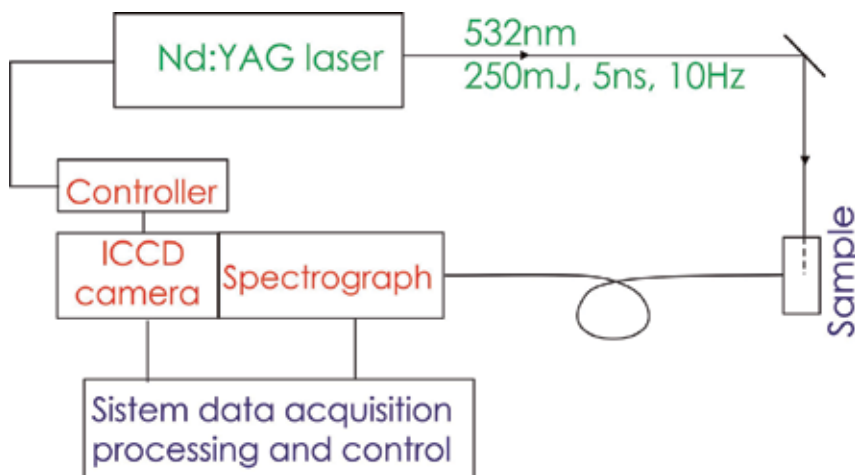 Nd:YAG laser
532nm
250mJ, 5ns, 10Hz
Controller
ICCD
camera
Spectrograph
Sample
Sistem data acquisition
processing and control